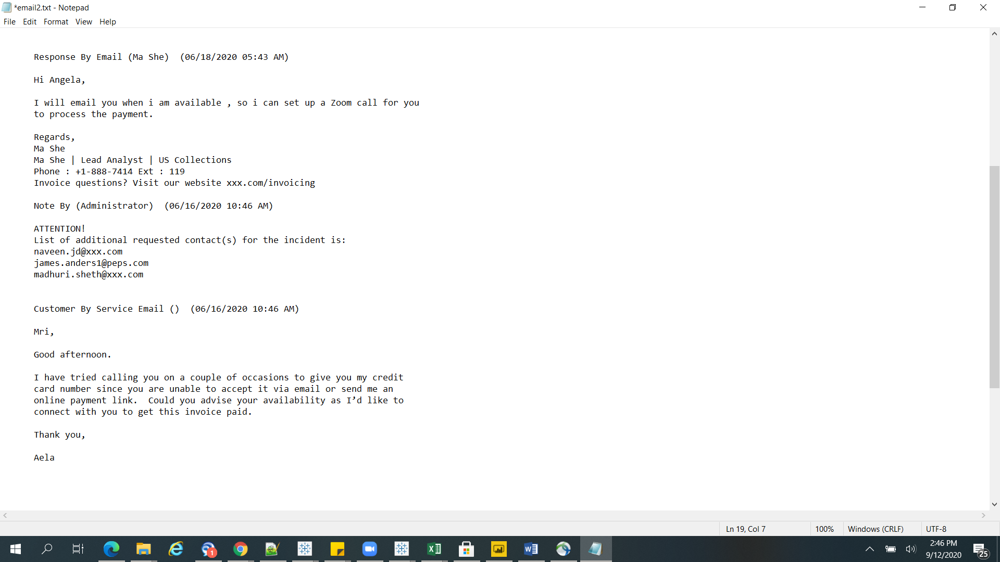 *email2.txt - Notepad
File Edit Format View Help
Response By Email (Ma She)  (06/18/2020 05:43 AM)
Hi Angela,
I will email you when i am available , so i can set up a Zoom call for you
to process the payment.
Regards,
Ma She
Ma She | Lead Analyst | US Collections
Phone : +1-888-7414 Ext : 119
Invoice questions? Visit our website xxx.com/invoicing
Note By (Administrator)  (06/16/2020 10:46 AM)
ATTENTION!
List of additional requested contact(s) for the incident is:
naveen.jd@xxx.com
james.anders1@peps.com
madhuri.sheth@xxx.com
Customer By Service Email ()  (06/16/2020 10:46 AM)
Mri,
Good afternoon.
I have tried calling you on a couple of occasions to give you my credit
card number since you are unable to accept it via email or send me an
online payment link.  Could you advise your availability as I’d like to
connect with you to get this invoice paid.
Thank you,
Aela
Ln 19, Col 7 100% Windows (CRLF) UTF-8
1
2:46 PM
9/12/2020
25